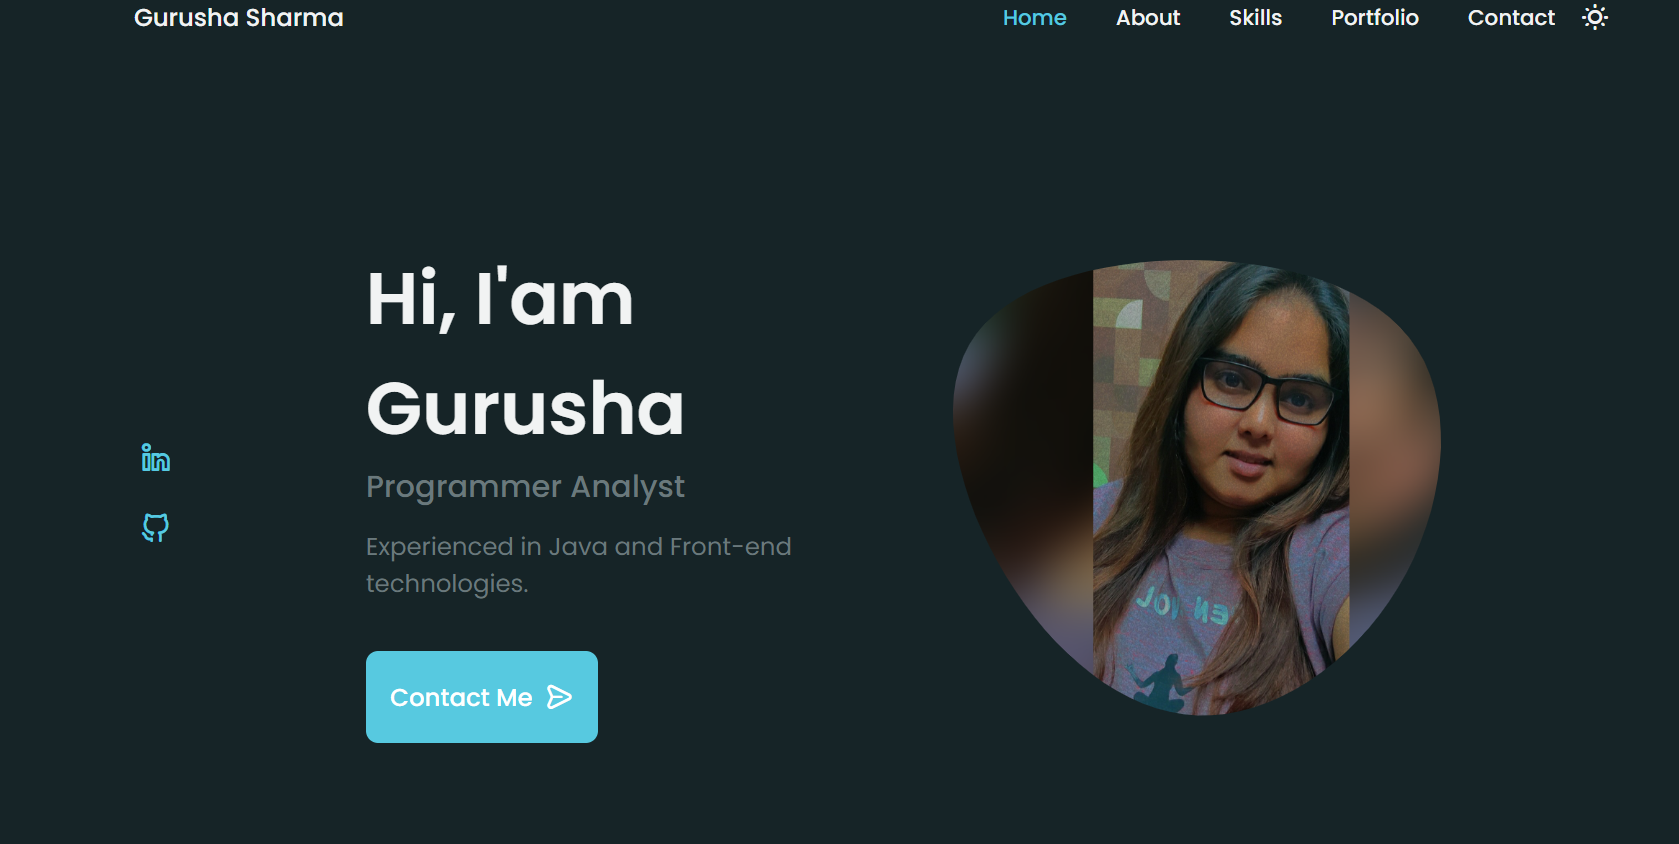 Gurusha Sharma
Home About Skills Portfolio Contact
Hi, I'am
Gurusha
Programmer Analyst
Experienced in Java and Front-end
technologies.
Contact Me